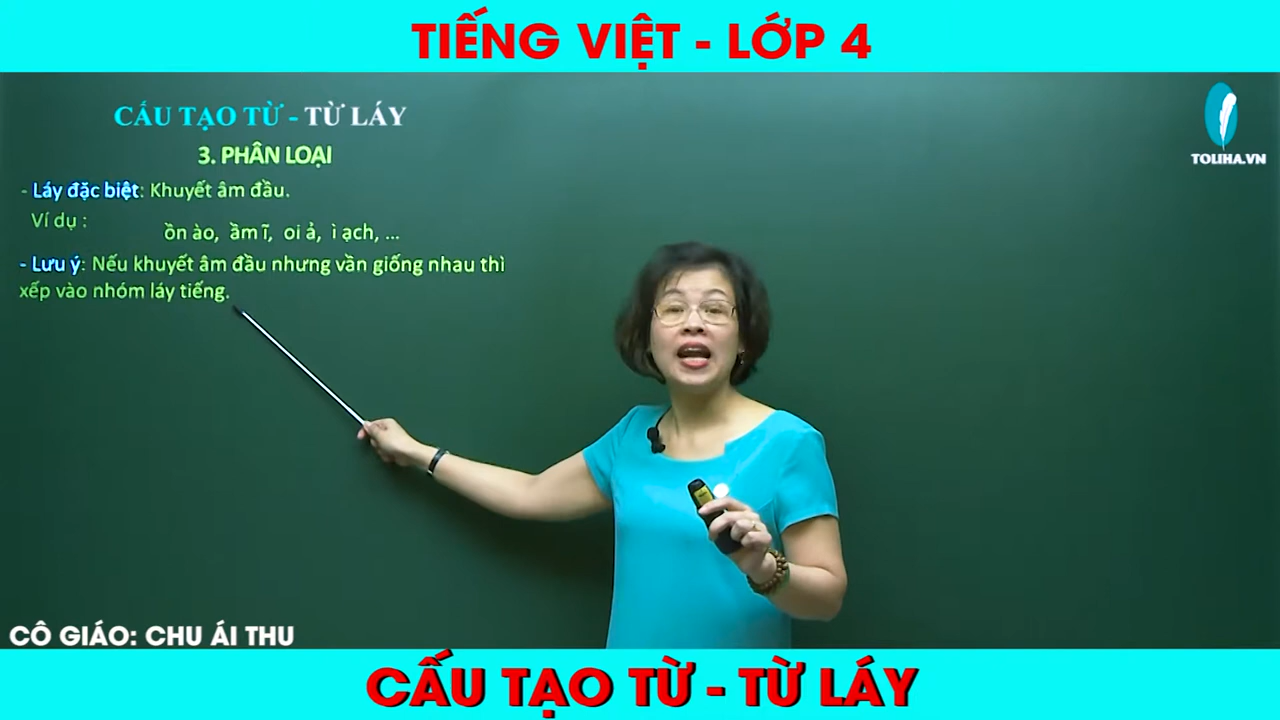 TIẾNG VIỆT - LỚP 4
CẤU TẠO TỪ - TỪ LÁY
TOLIHA.VN
3. PHÂN LOẠI
- Láy đặc biệt: Khuyết âm đầu.
Ví dụ :
ồn ào, ầm ĩ, oi ả, ì ạch, ...
- Lưu ý: Nếu khuyết âm đầu nhưng vần giống nhau thì
xếp vào nhóm láy tiếng.
CÔ GIÁO: CHU ÁI THU
CẤU TẠO TỪ - TỪ LÁY